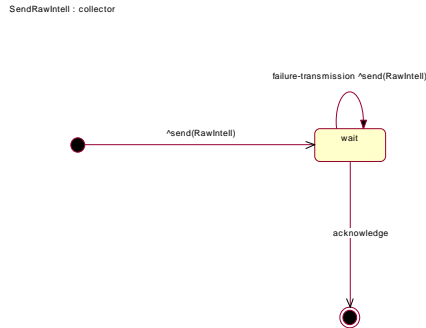 SendRawIntell : collector
failure-transmission ^send(RawIntell)
^send(RawIntell)
wait
acknowledge